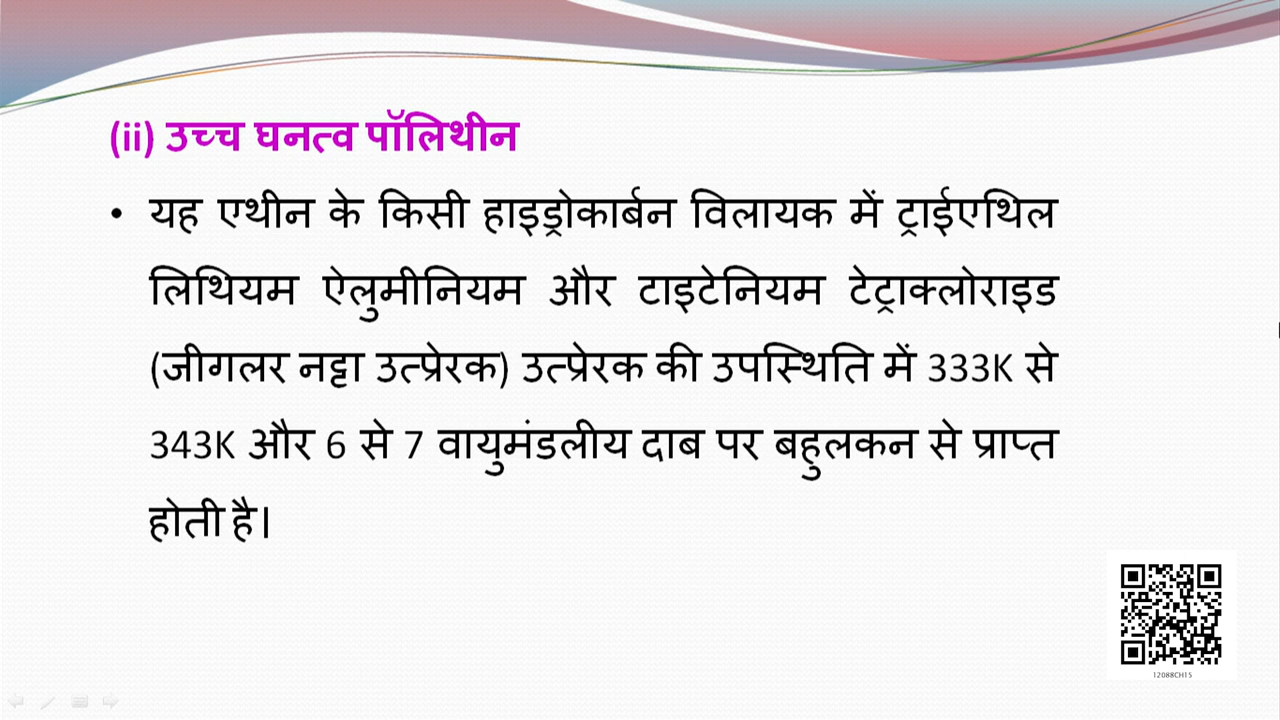 (ii) उच्च घनत्व पॉलिथीन
• यह एथीन के किसी हाइड्रोकार्बन विलायक में ट्राईएथिल
लिथियम ऐलुमीनियम और टाइटेनियम टेट्राक्लोराइड
(जीगलर नट्टा उत्प्रेरक) उत्प्रेरक की उपस्थिति में 333K से
343K और 6 से 7 वायुमंडलीय दाब पर बहुलकन से प्राप्त
होती है।
12088CH15